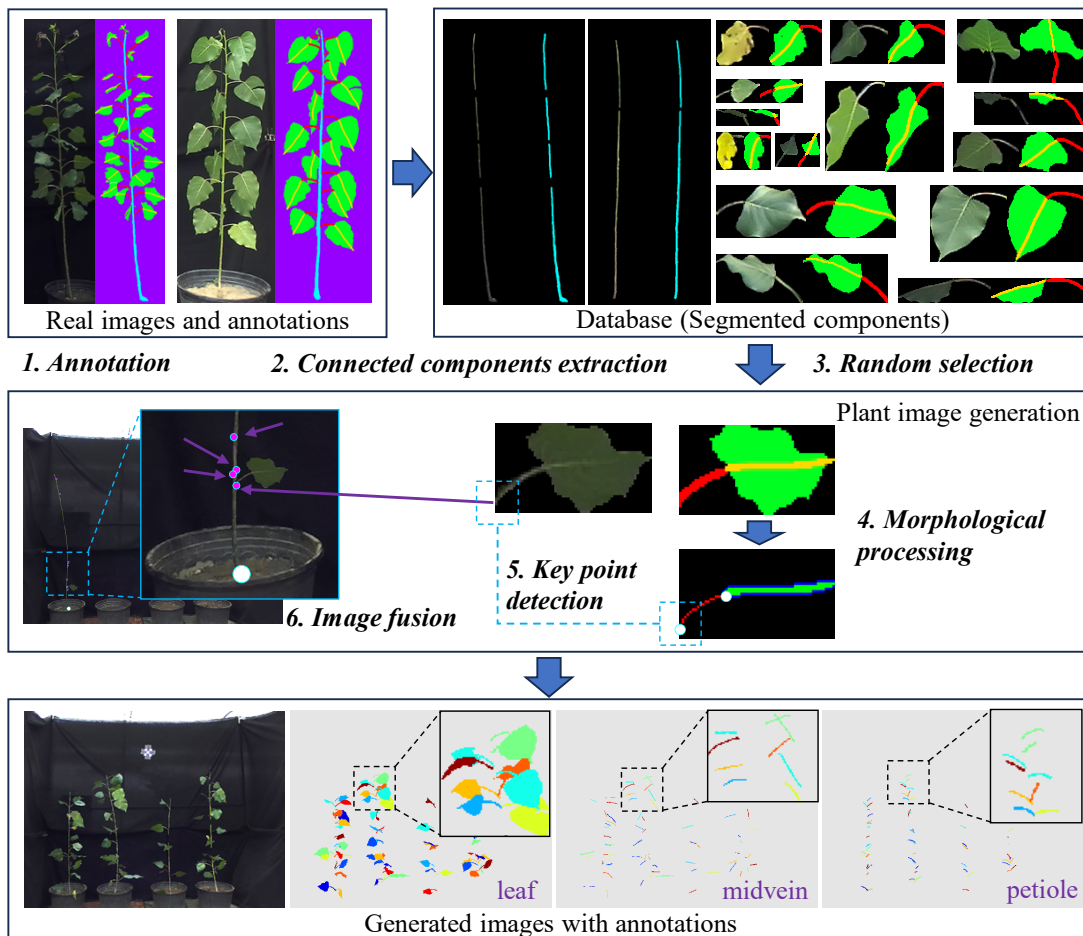 Real images and annotations
Database (Segmented components)
1. Annotation
2. Connected components extraction
3. Random selection
Plant image generation
4. Morphological
processing
5. Key point
detection
6. Image fusion
leaf
midvein
petiole
Generated images with annotations